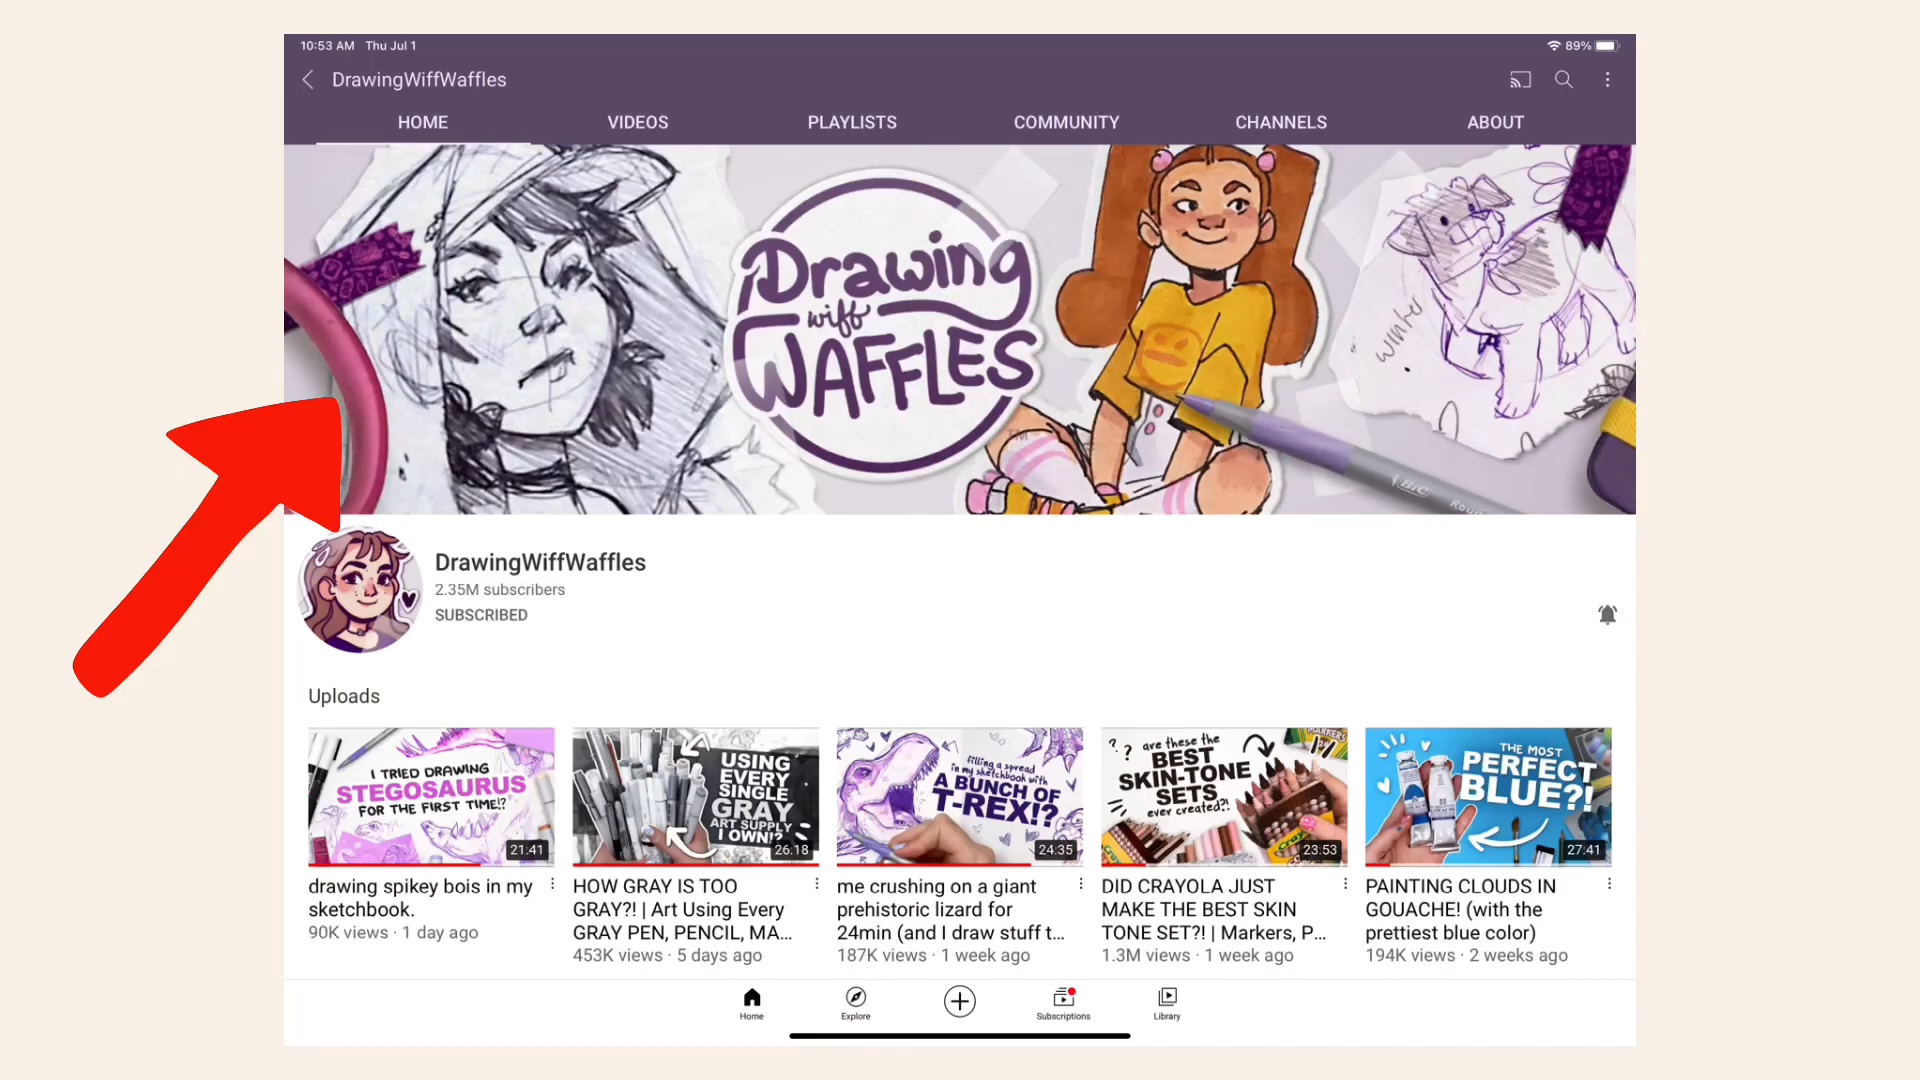 10:53 AM Thu Jul 1
89%
DrawingWiffWaffles
HOME VIDEOS PLAYLISTS COMMUNITY CHANNELS ABOUT
Drawing
wiff
WAFFLES
TM
winter
BIC
DrawingWiffWaffles
2.35M subscribers
SUBSCRIBED
Uploads
I TRIED DRAWING
STEGOSAURUS
FOR THE FIRST TIME!?
21:41
USING
EVERY
SINGLE
GRAY
ART SUPPLY
I OWN!?
26:18
filling a spread
in my sketchbook with
A BUNCH OF
T-REX!?
24:35
? ? are these the
BEST
SKIN-TONE
SETS
ever created?!
MARKERS
Crayola
23:53
THE MOST
PERFECT
BLUE?!
27:41
drawing spikey bois in my
sketchbook.
90K views · 1 day ago
HOW GRAY IS TOO
GRAY?! | Art Using Every
GRAY PEN, PENCIL, MA...
453K views · 5 days ago
me crushing on a giant
prehistoric lizard for
24min (and I draw stuff t...
187K views · 1 week ago
DID CRAYOLA JUST
MAKE THE BEST SKIN
TONE SET?! | Markers, P...
1.3M views · 1 week ago
PAINTING CLOUDS IN
GOUACHE! (with the
prettiest blue color)
194K views · 2 weeks ago
Home Explore Subscriptions Library